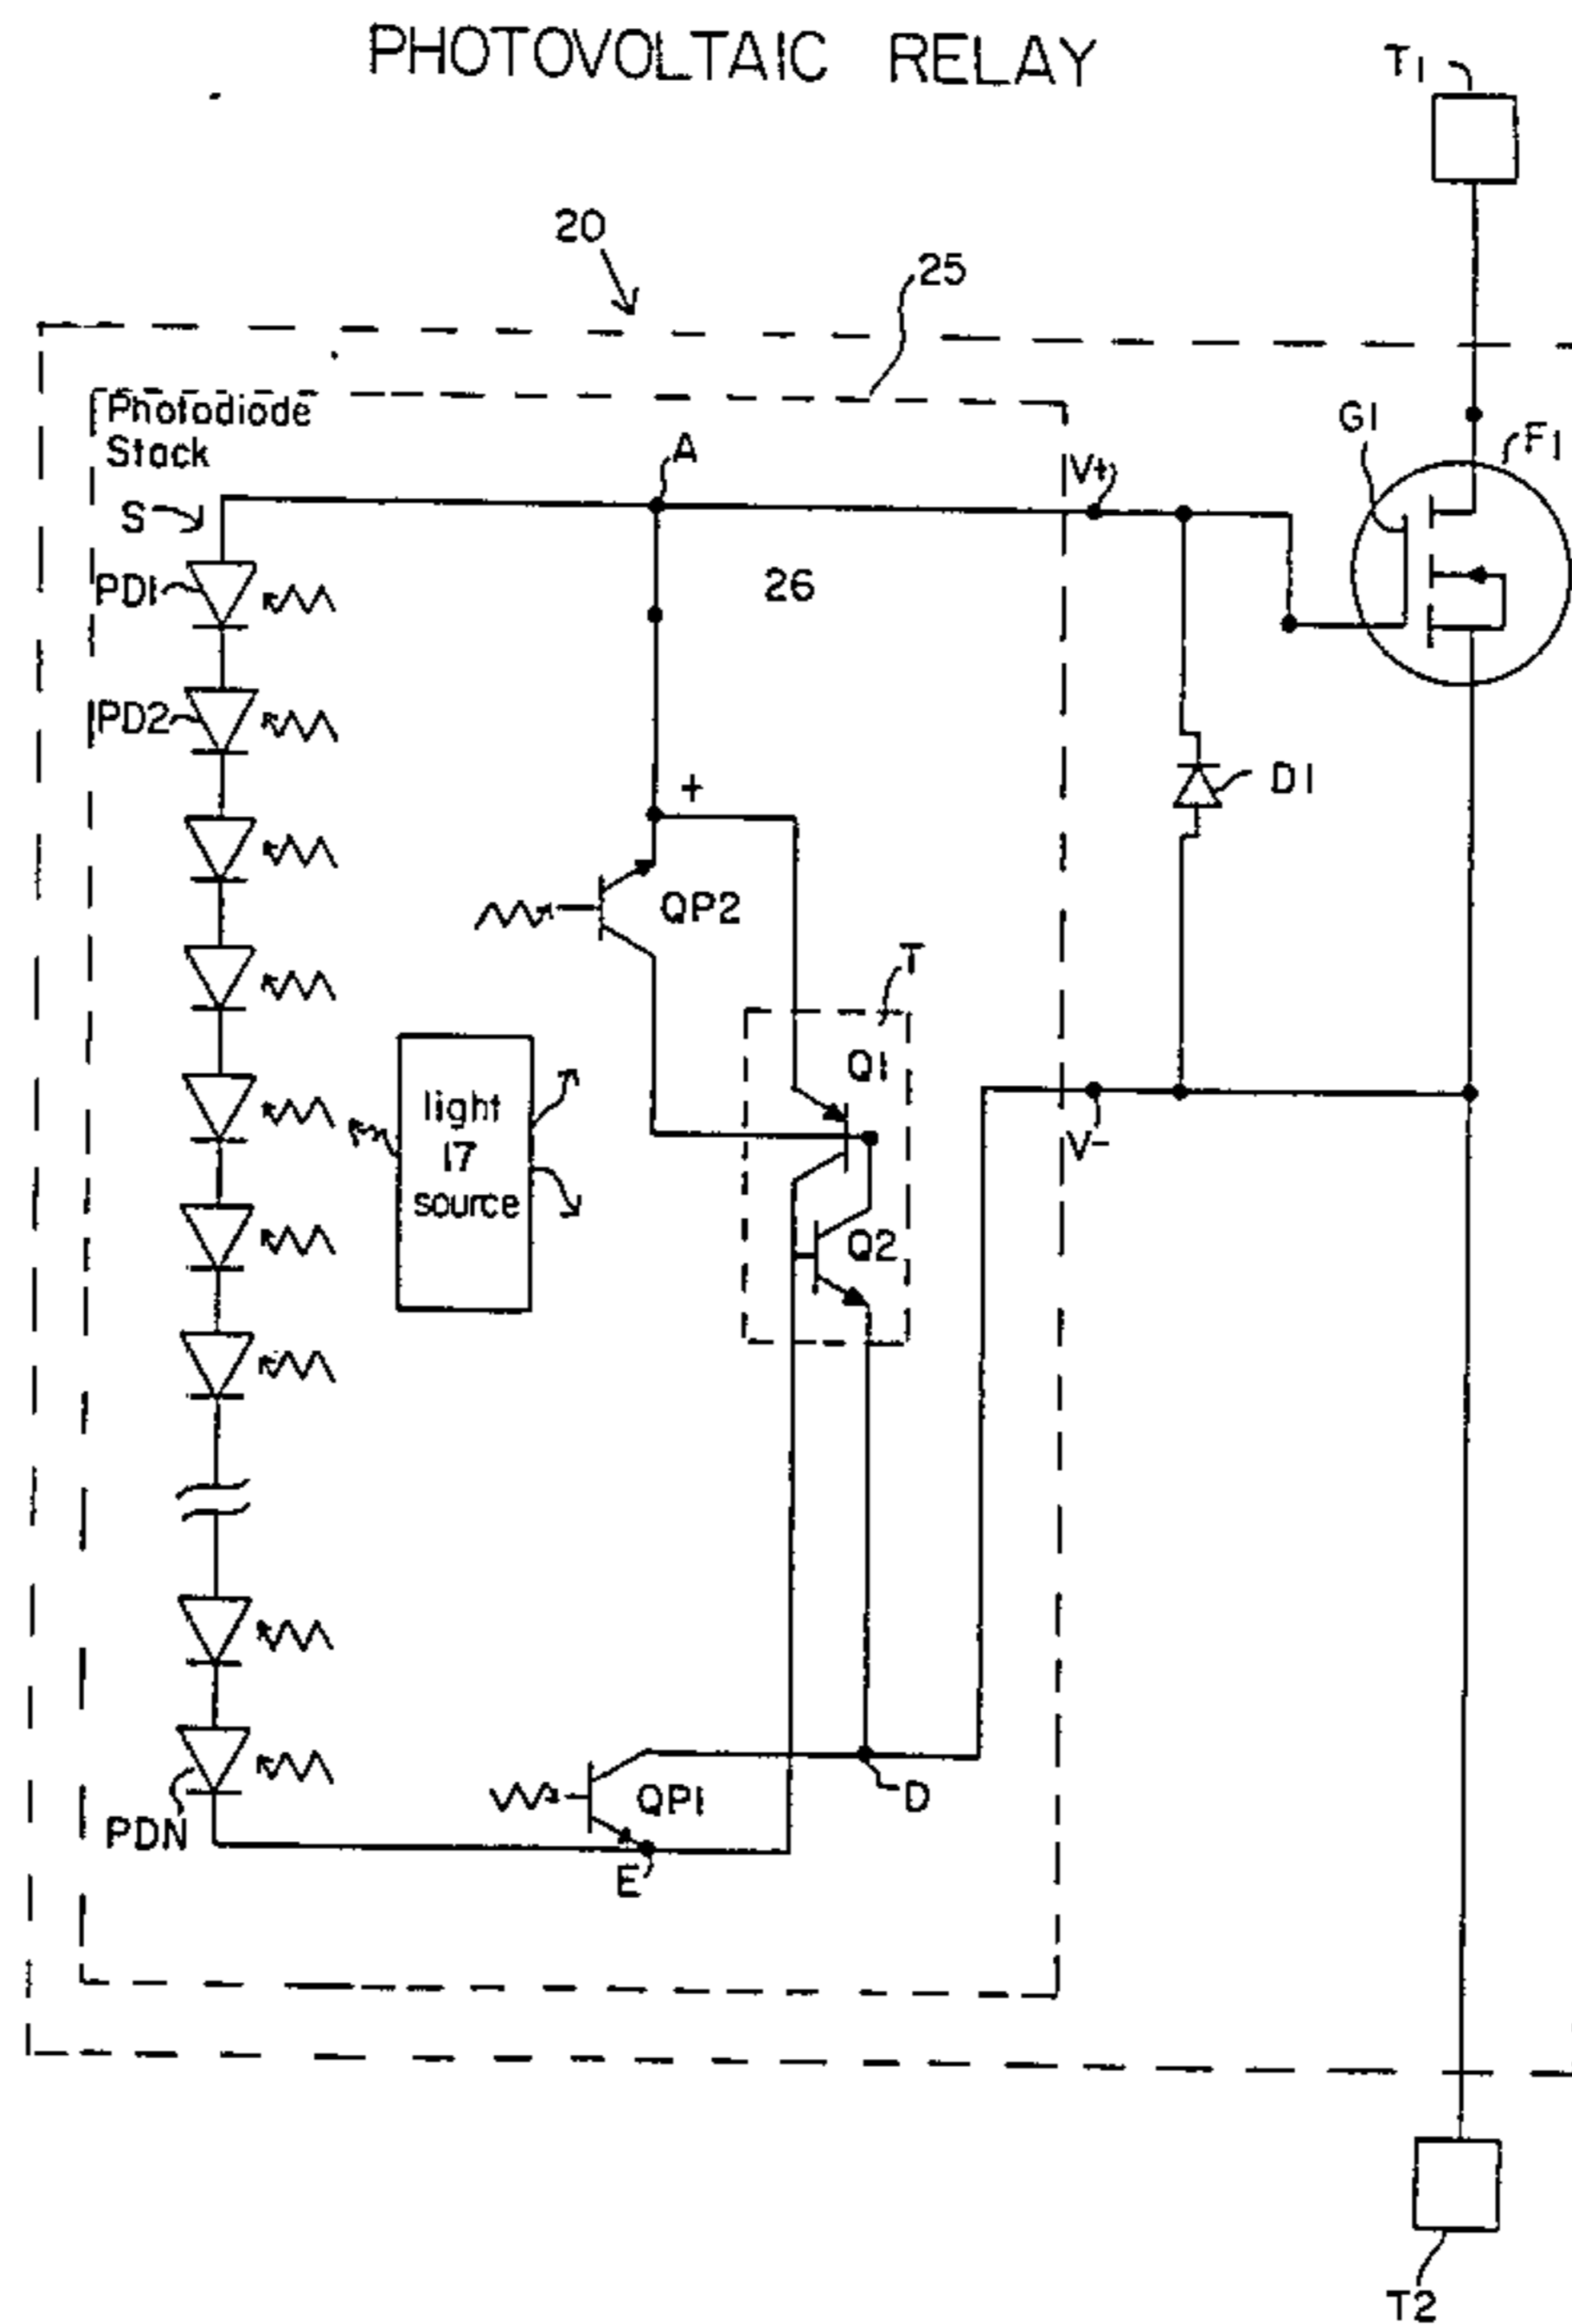 PHOTOVOLTAIC RELAY
T1
20
25
Photodiode
Stack
A
V+
G1
F1
S
PD1
26
PD2
+
D1
QP2
T
Q1
light
17
source
V-
Q2
QP1
D
PDN
E
T2